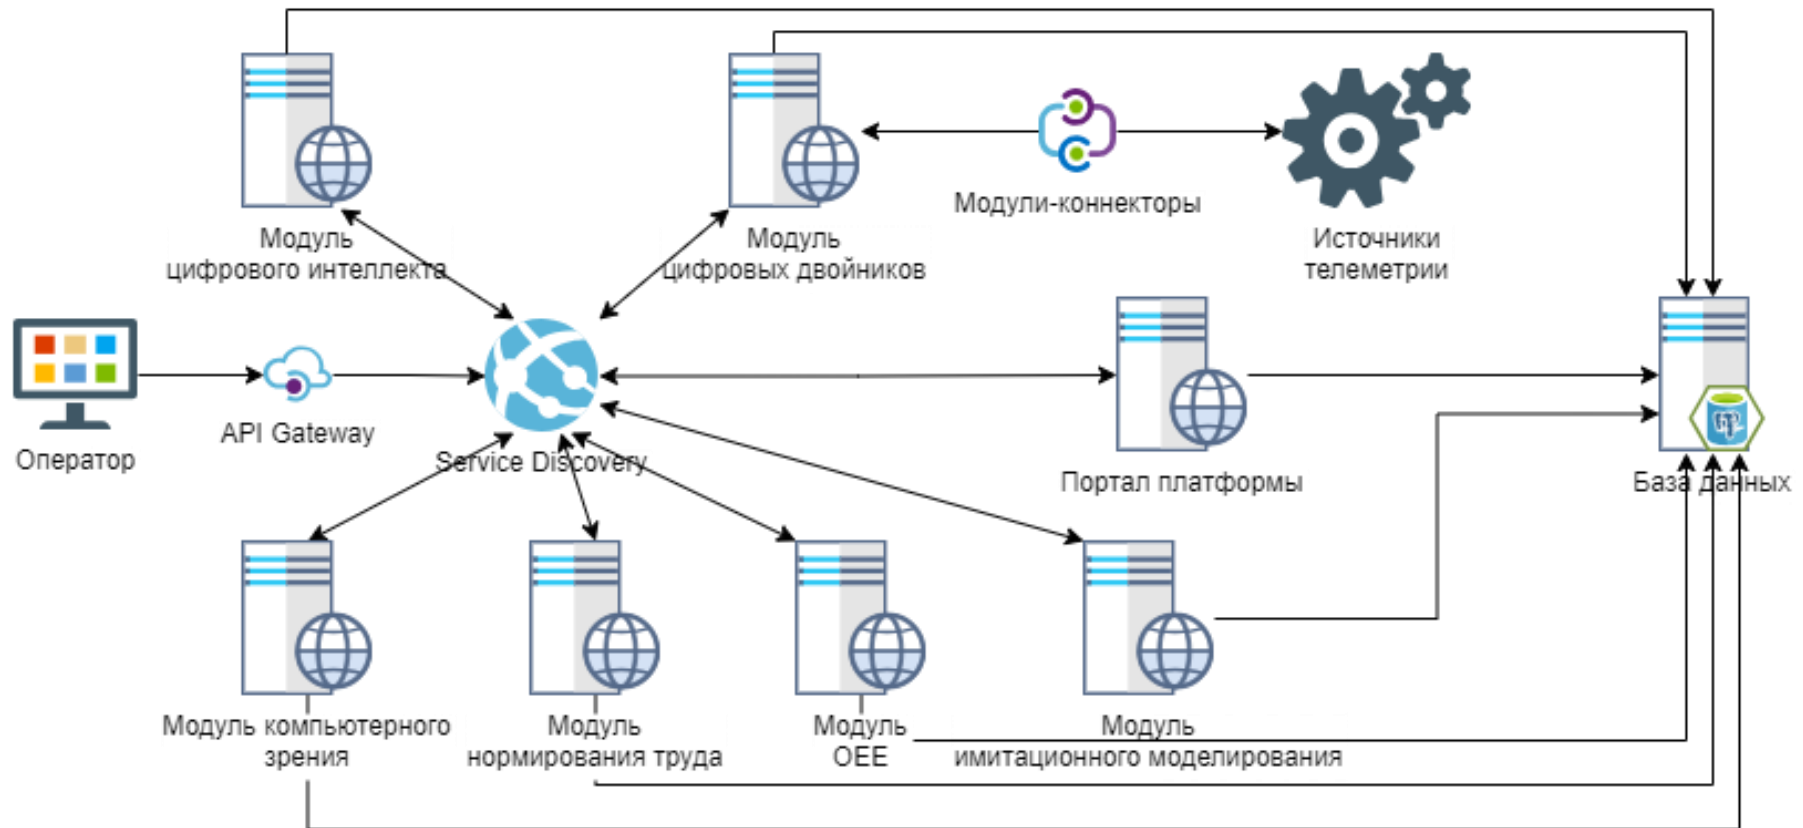 Модуль
цифрового интеллекта
Модуль
цифровых двойников
Модули-коннекторы
Источники
телеметрии
Оператор
API Gateway
Service Discovery
Портал платформы
База данных
Модуль компьютерного
зрения
Модуль
нормирования труда
Модуль
OEE
Модуль
имитационного моделирования